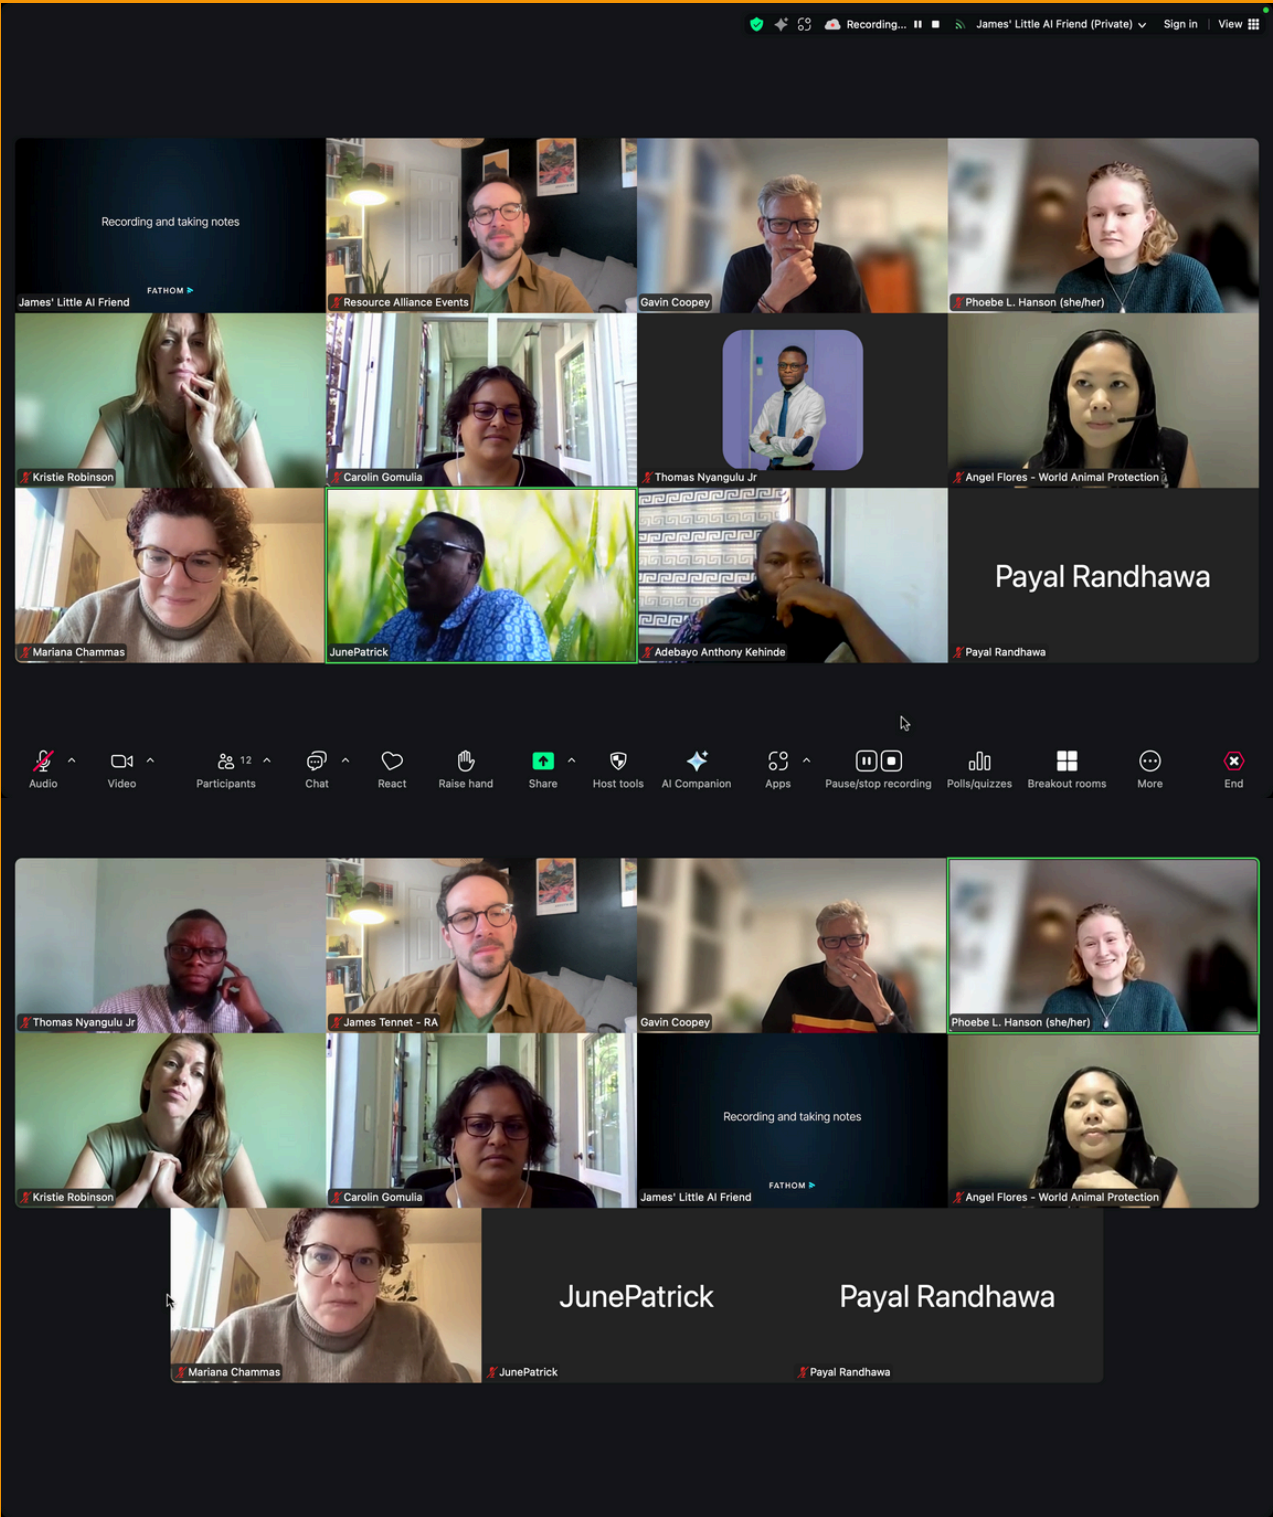 Recording...
James' Little AI Friend (Private)
Sign in
View
Recording and taking notes
FATHOM
James' Little AI Friend
Resource Alliance Events
Gavin Coopey
Phoebe L. Hanson (she/her)
Kristie Robinson
Carolin Gomulia
Thomas Nyangulu Jr
Angel Flores - World Animal Protection
Mariana Chammas
JunePatrick
Adebayo Anthony Kehinde
Payal Randhawa
Payal Randhawa
12
Audio
Video
Participants
Chat
React
Raise hand
Share
Host tools
AI Companion
Apps
Pause/stop recording
Polls/quizzes
Breakout rooms
More
End
Thomas Nyangulu Jr
James Tennet - RA
Gavin Coopey
Phoebe L. Hanson (she/her)
Kristie Robinson
Carolin Gomulia
Recording and taking notes
FATHOM
James' Little AI Friend
Angel Flores - World Animal Protection
Mariana Chammas
JunePatrick
JunePatrick
Payal Randhawa
Payal Randhawa